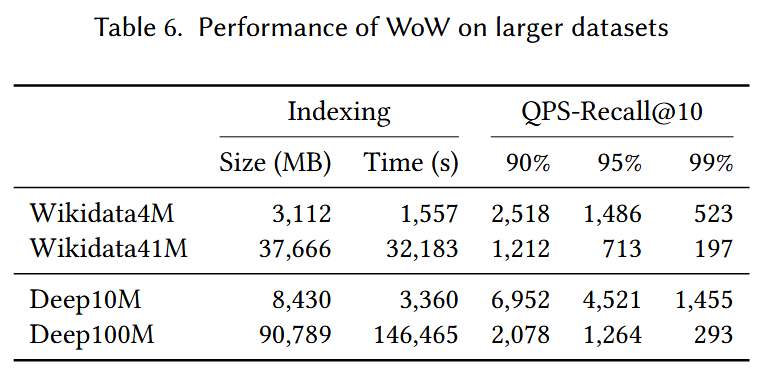 Table 6. Performance of WoW on larger datasets
Indexing QPS-Recall@10
Size (MB) Time (s) 90% 95% 99%
Wikidata4M 3,112 1,557 2,518 1,486 523
Wikidata41M 37,666 32,183 1,212 713 197
Deep10M 8,430 3,360 6,952 4,521 1,455
Deep100M 90,789 146,465 2,078 1,264 293